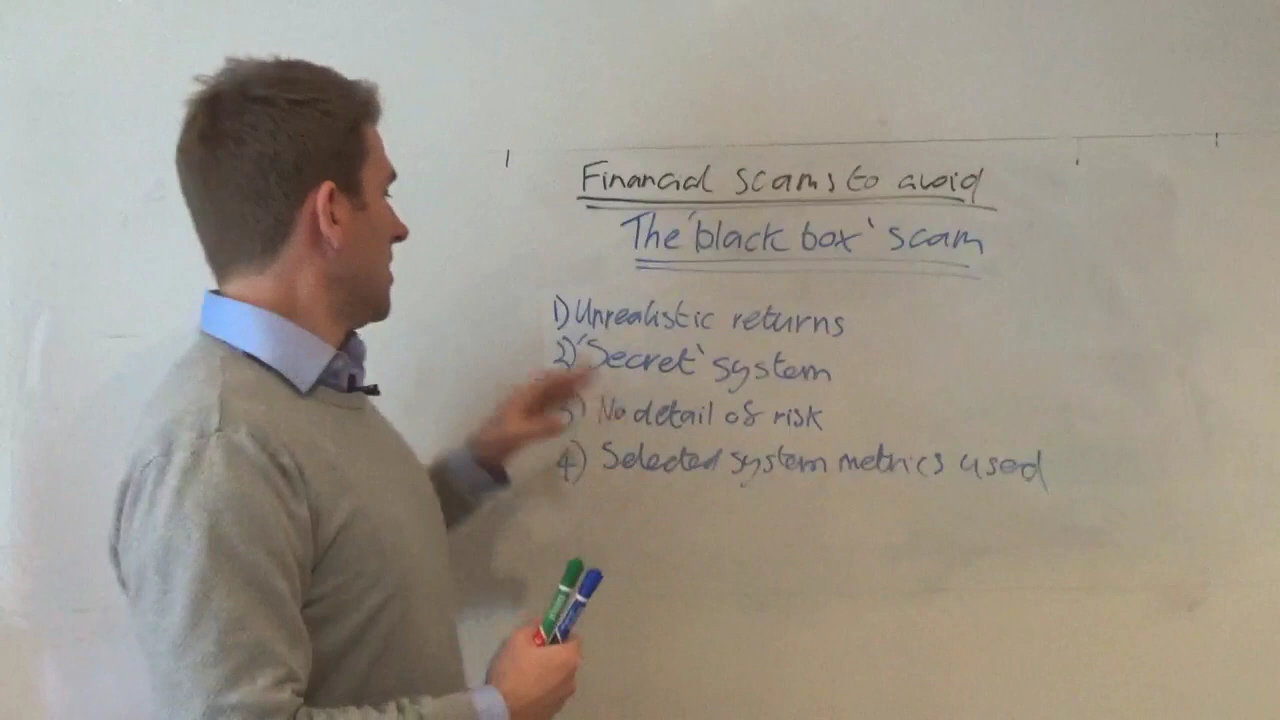 Financial scams to avoid
The 'black box' scam
1) Unrealistic returns
2) 'Secret' system
3) No detail of risk
4) Selected system metrics used